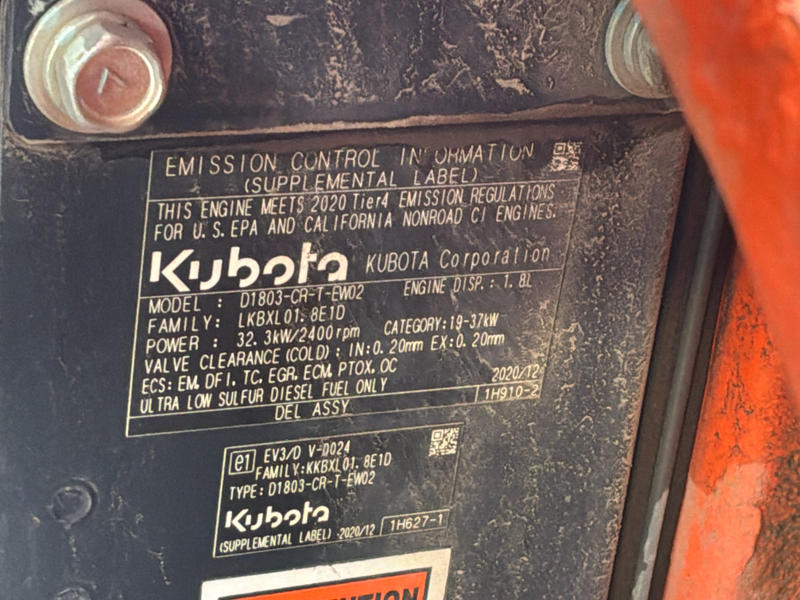 EMISSION CONTROL INFORMATION
(SUPPLEMENTAL LABEL)
THIS ENGINE MEETS 2020 Tier4 EMISSION REGULATIONS
FOR U.S. EPA AND CALIFORNIA NONROAD CI ENGINES.
Kubota KUBOTA Corporation
MODEL : D1803-CR-T-EW02 ENGINE DISP.: 1.8L
FAMILY: LKBXL01.8E1D
POWER : 32.3kW/2400rpm CATEGORY:19-37kW
VALVE CLEARANCE(COLD): IN:0.20mm EX:0.20mm
ECS: EM, DFI, TC, EGR, ECM, PTOX, OC 2020/12
ULTRA LOW SULFUR DIESEL FUEL ONLY 1H910-2
DEL ASSY
e1 EV3/D V-D024
FAMILY:KKBXL01.8E1D
TYPE: D1803-CR-T-EW02
Kubota
(SUPPLEMENTAL LABEL) 2020/12 1H627-1